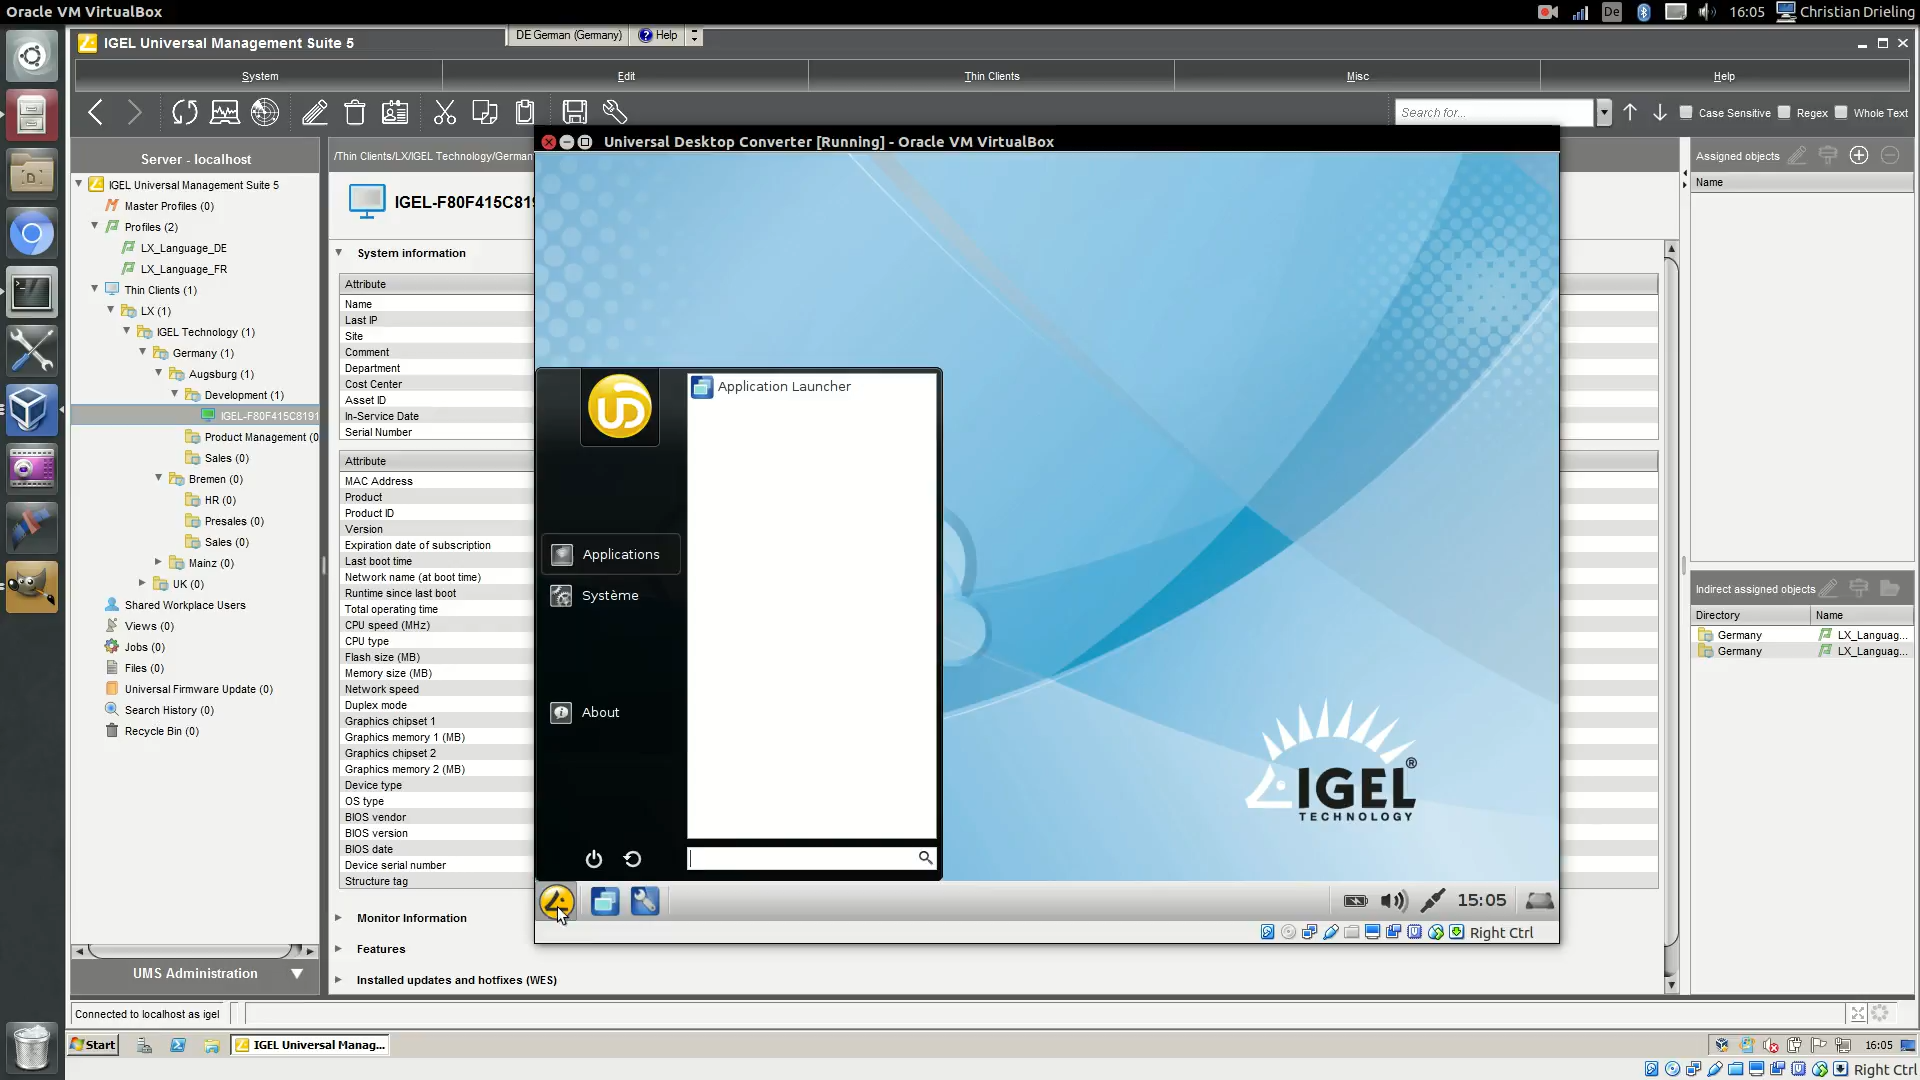 Oracle VM VirtualBox
De
16:05
Christian Drieling
IGEL Universal Management Suite 5
DE German (Germany)
Help
System
Edit
Thin Clients
Misc
Help
Search for...
Case Sensitive
Regex
Whole Text
Server - localhost
IGEL Universal Management Suite 5
Master Profiles (0)
Profiles (2)
LX_Language_DE
LX_Language_FR
Thin Clients (1)
LX (1)
IGEL Technology (1)
Germany (1)
Augsburg (1)
Development (1)
IGEL-F80F415C8191
Product Management (0
Sales (0)
Bremen (0)
HR (0)
Presales (0)
Sales (0)
Mainz (0)
UK (0)
Shared Workplace Users
Views (0)
Jobs (0)
Files (0)
Universal Firmware Update (0)
Search History (0)
Recycle Bin (0)
UMS Administration
/Thin Clients/LX/IGEL Technology/German
IGEL-F80F415C819
System information
Attribute
Name
Last IP
Site
Comment
Department
Cost Center
Asset ID
In-Service Date
Serial Number
Attribute
MAC Address
Product
Product ID
Version
Expiration date of subscription
Last boot time
Network name (at boot time)
Runtime since last boot
Total operating time
CPU speed (MHz)
CPU type
Flash size (MB)
Memory size (MB)
Network speed
Duplex mode
Graphics chipset 1
Graphics memory 1 (MB)
Graphics chipset 2
Graphics memory 2 (MB)
Device type
OS type
BIOS vendor
BIOS version
BIOS date
Device serial number
Structure tag
Monitor Information
Features
Installed updates and hotfixes (WES)
Universal Desktop Converter [Running] - Oracle VM VirtualBox
UD
Application Launcher
Applications
Système
About
IGEL®
TECHNOLOGY
15:05
Right Ctrl
Assigned objects
Name
Indirect assigned objects
Directory
Name
Germany
LX_Languag...
Germany
LX_Languag...
Connected to localhost as igel
Start
IGEL Universal Manag...
16:05
Right Ctrl